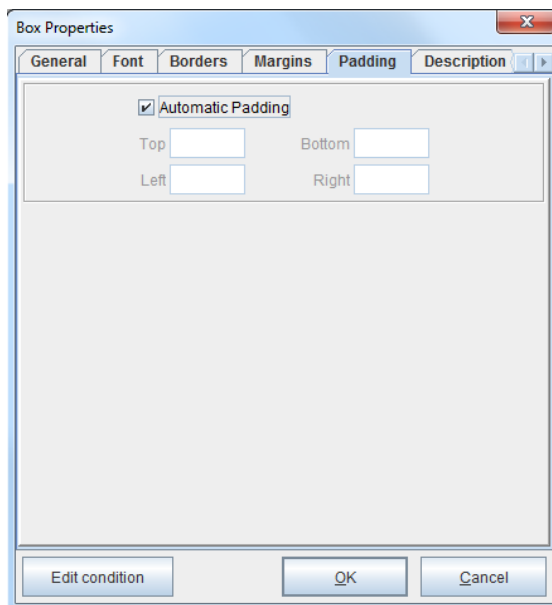 Box Properties
General Font Borders Margins Padding Description
Automatic Padding
Top Bottom
Left Right
Edit condition OK Cancel